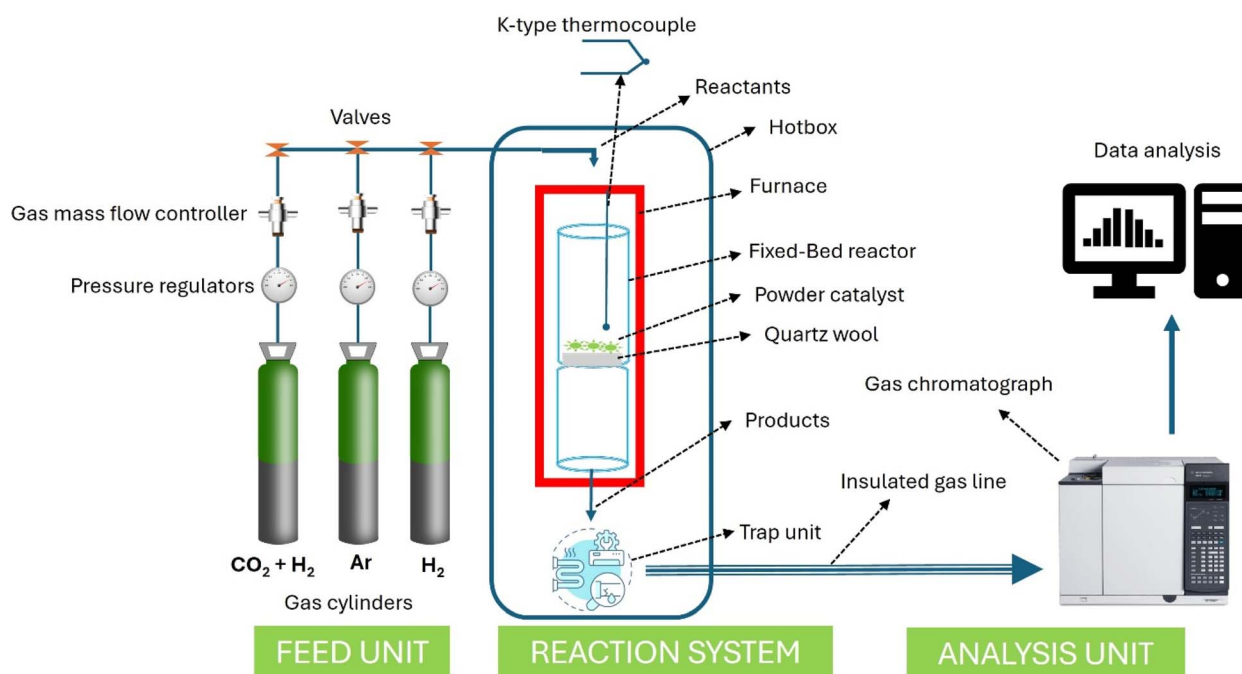 K-type thermocouple
Reactants
Valves
Hotbox
Data analysis
Furnace
Gas mass flow controller
Fixed-Bed reactor
Pressure regulators
Powder catalyst
Quartz wool
Gas chromatograph
Products
Insulated gas line
Trap unit
CO₂ + H₂
Ar
H₂
Gas cylinders
FEED UNIT
REACTION SYSTEM
ANALYSIS UNIT